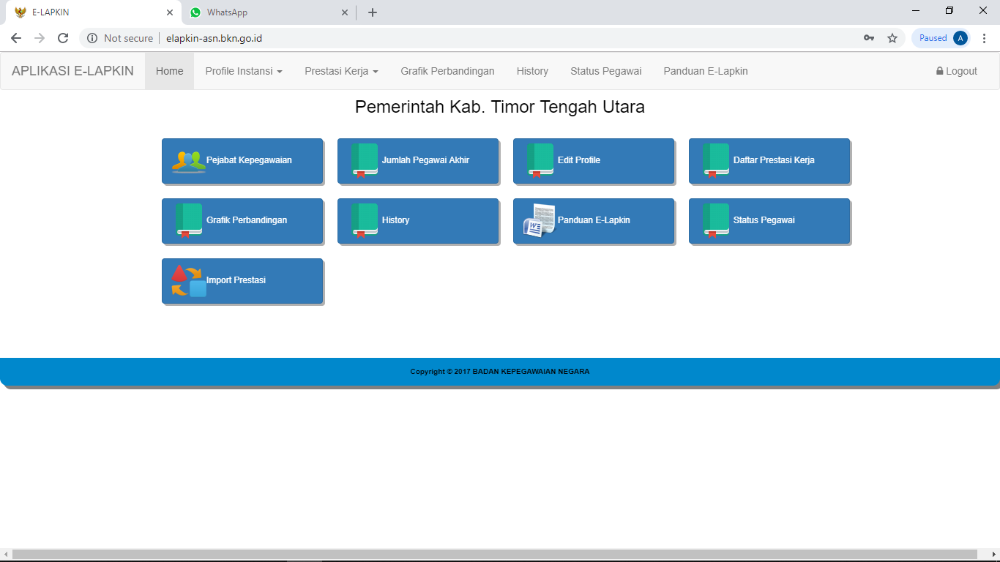 E-LAPKIN
WhatsApp
Not secure
elapkin-asn.bkn.go.id
Paused
A
APLIKASI E-LAPKIN
Home
Profile Instansi
Prestasi Kerja
Grafik Perbandingan
History
Status Pegawai
Panduan E-Lapkin
Logout
Pemerintah Kab. Timor Tengah Utara
Pejabat Kepegawaian
Jumlah Pegawai Akhir
Edit Profile
Daftar Prestasi Kerja
Grafik Perbandingan
History
W
Panduan E-Lapkin
Status Pegawai
Import Prestasi
Copyright © 2017 BADAN KEPEGAWAIAN NEGARA